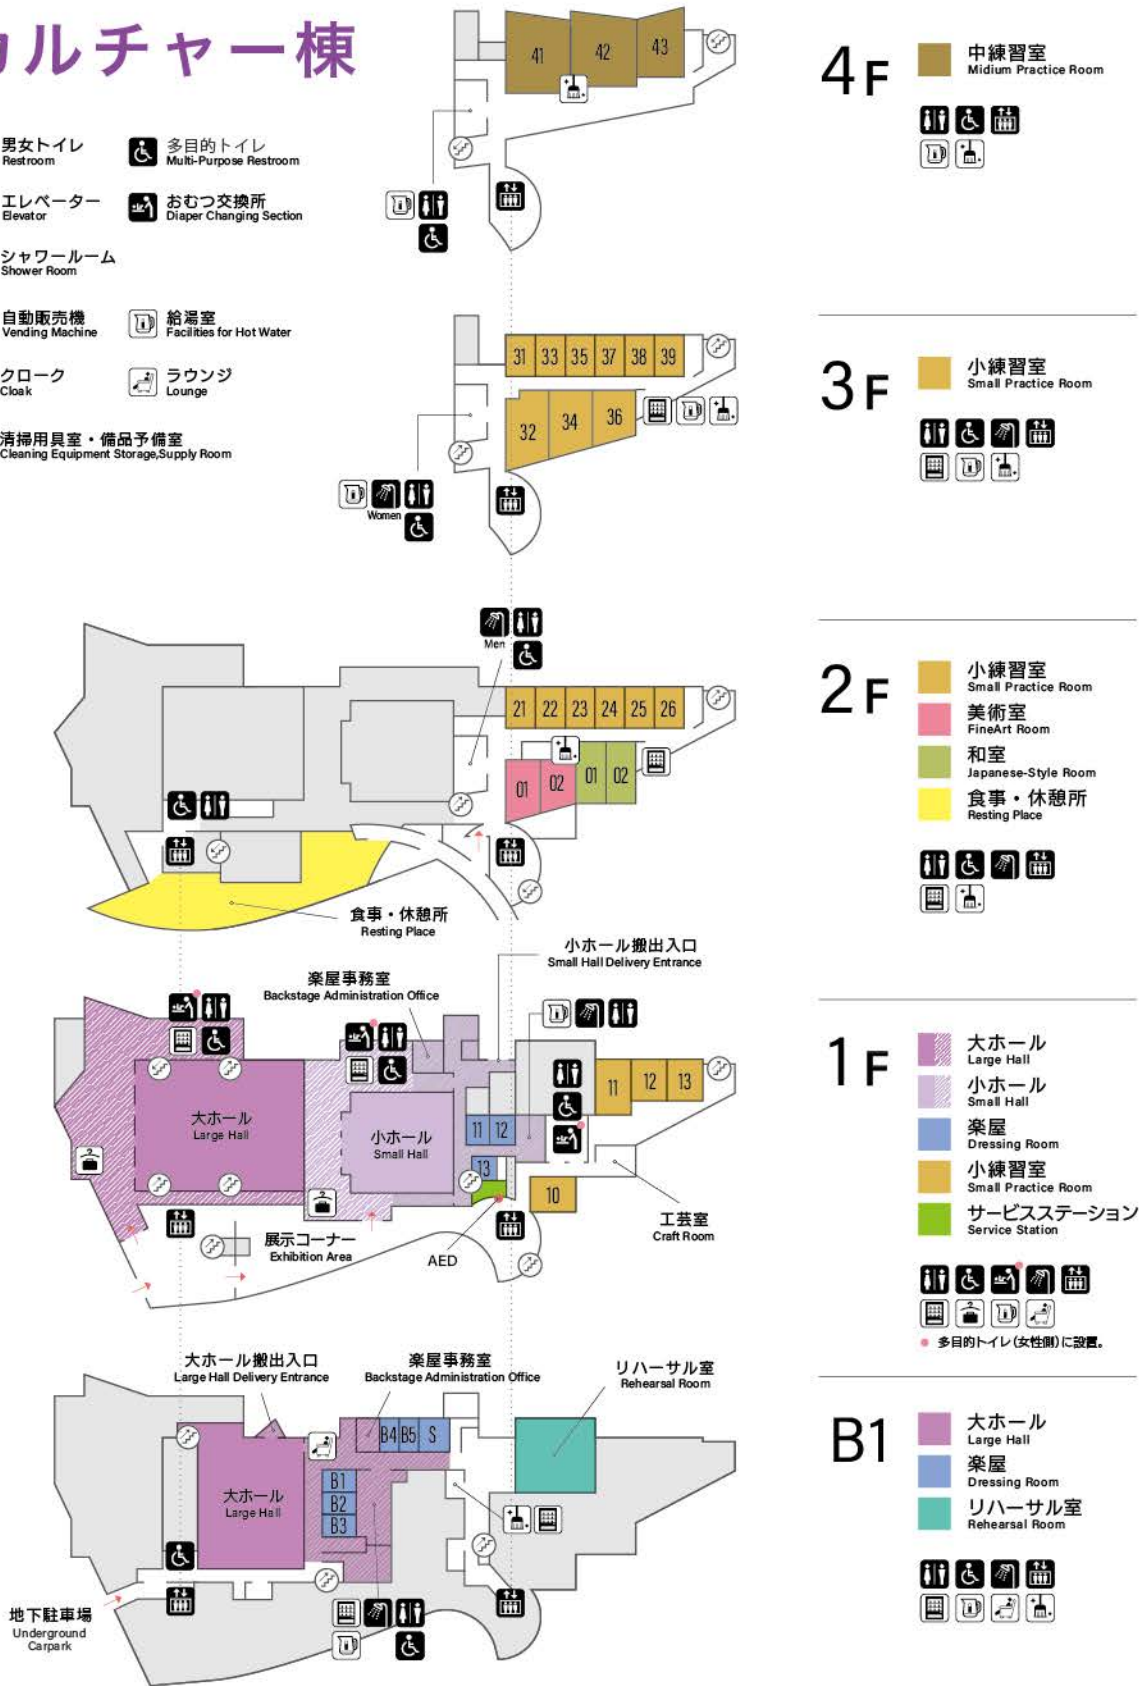 カルチャー棟
男女トイレ
Restroom
多目的トイレ
Multi-Purpose Restroom
エレベーター
Elevator
おむつ交換所
Diaper Changing Section
シャワールーム
Shower Room
自動販売機
Vending Machine
給湯室
Facilities for Hot Water
クローク
Cloak
ラウンジ
Lounge
清掃用具室・備品予備室
Cleaning Equipment Storage,Supply Room
41
42
43
4F
中練習室
Midium Practice Room
31
33
35
37
38
39
32
34
36
Women
3F
小練習室
Small Practice Room
Men
21
22
23
24
25
26
01
02
01
02
食事・休憩所
Resting Place
2F
小練習室
Small Practice Room
美術室
FineArt Room
和室
Japanese-Style Room
食事・休憩所
Resting Place
小ホール搬出入口
Small Hall Delivery Entrance
楽屋事務室
Backstage Administration Office
大ホール
Large Hall
小ホール
Small Hall
11
12
13
11
12
13
10
展示コーナー
Exhibition Area
AED
工芸室
Craft Room
1F
大ホール
Large Hall
小ホール
Small Hall
楽屋
Dressing Room
小練習室
Small Practice Room
サービスステーション
Service Station
多目的トイレ(女性側)に設置。
大ホール搬出入口
Large Hall Delivery Entrance
楽屋事務室
Backstage Administration Office
リハーサル室
Rehearsal Room
B4
B5
S
B1
B2
B3
大ホール
Large Hall
地下駐車場
Underground
Carpark
B1
大ホール
Large Hall
楽屋
Dressing Room
リハーサル室
Rehearsal Room